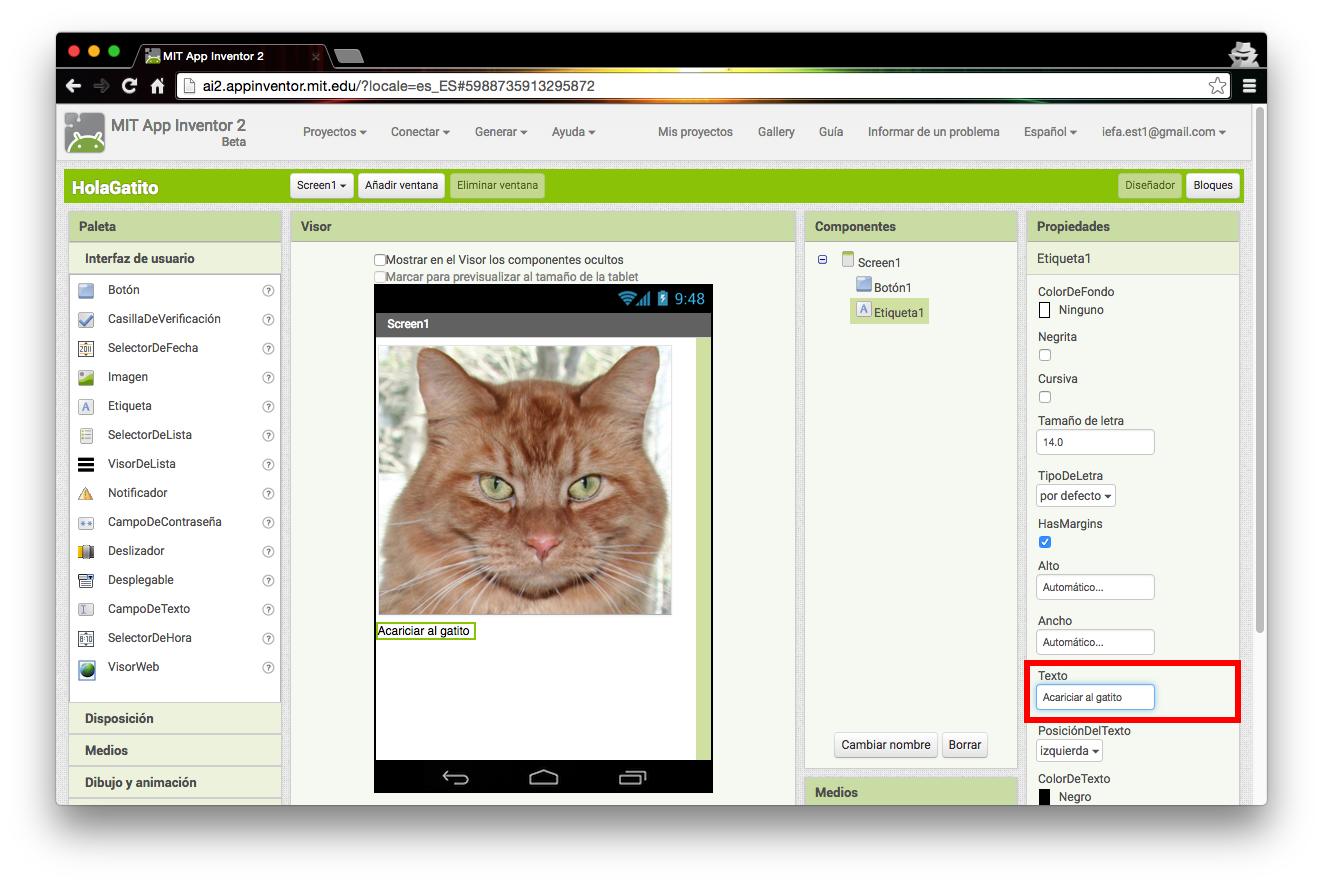 MIT App Inventor 2
ai2.appinventor.mit.edu/?locale=es_ES#5988735913295872
MIT App Inventor 2
Beta
Proyectos
Conectar
Generar
Ayuda
Mis proyectos
Gallery
Guía
Informar de un problema
Español
iefa.est1@gmail.com
HolaGatito
Screen1
Añadir ventana
Eliminar ventana
Diseñador
Bloques
Paleta
Interfaz de usuario
Botón
CasillaDeVerificación
SelectorDeFecha
Imagen
Etiqueta
SelectorDeLista
VisorDeLista
Notificador
CampoDeContraseña
Deslizador
Desplegable
CampoDeTexto
SelectorDeHora
VisorWeb
Disposición
Medios
Dibujo y animación
Visor
Mostrar en el Visor los componentes ocultos
Marcar para previsualizar al tamaño de la tablet
9:48
Screen1
Acariciar al gatito
Componentes
Screen1
Botón1
Etiqueta1
Cambiar nombre
Borrar
Medios
Propiedades
Etiqueta1
ColorDeFondo
Ninguno
Negrita
Cursiva
Tamaño de letra
14.0
TipoDeLetra
por defecto
HasMargins
Alto
Automático...
Ancho
Automático...
Texto
Acariciar al gatito
PosiciónDelTexto
izquierda
ColorDeTexto
Negro